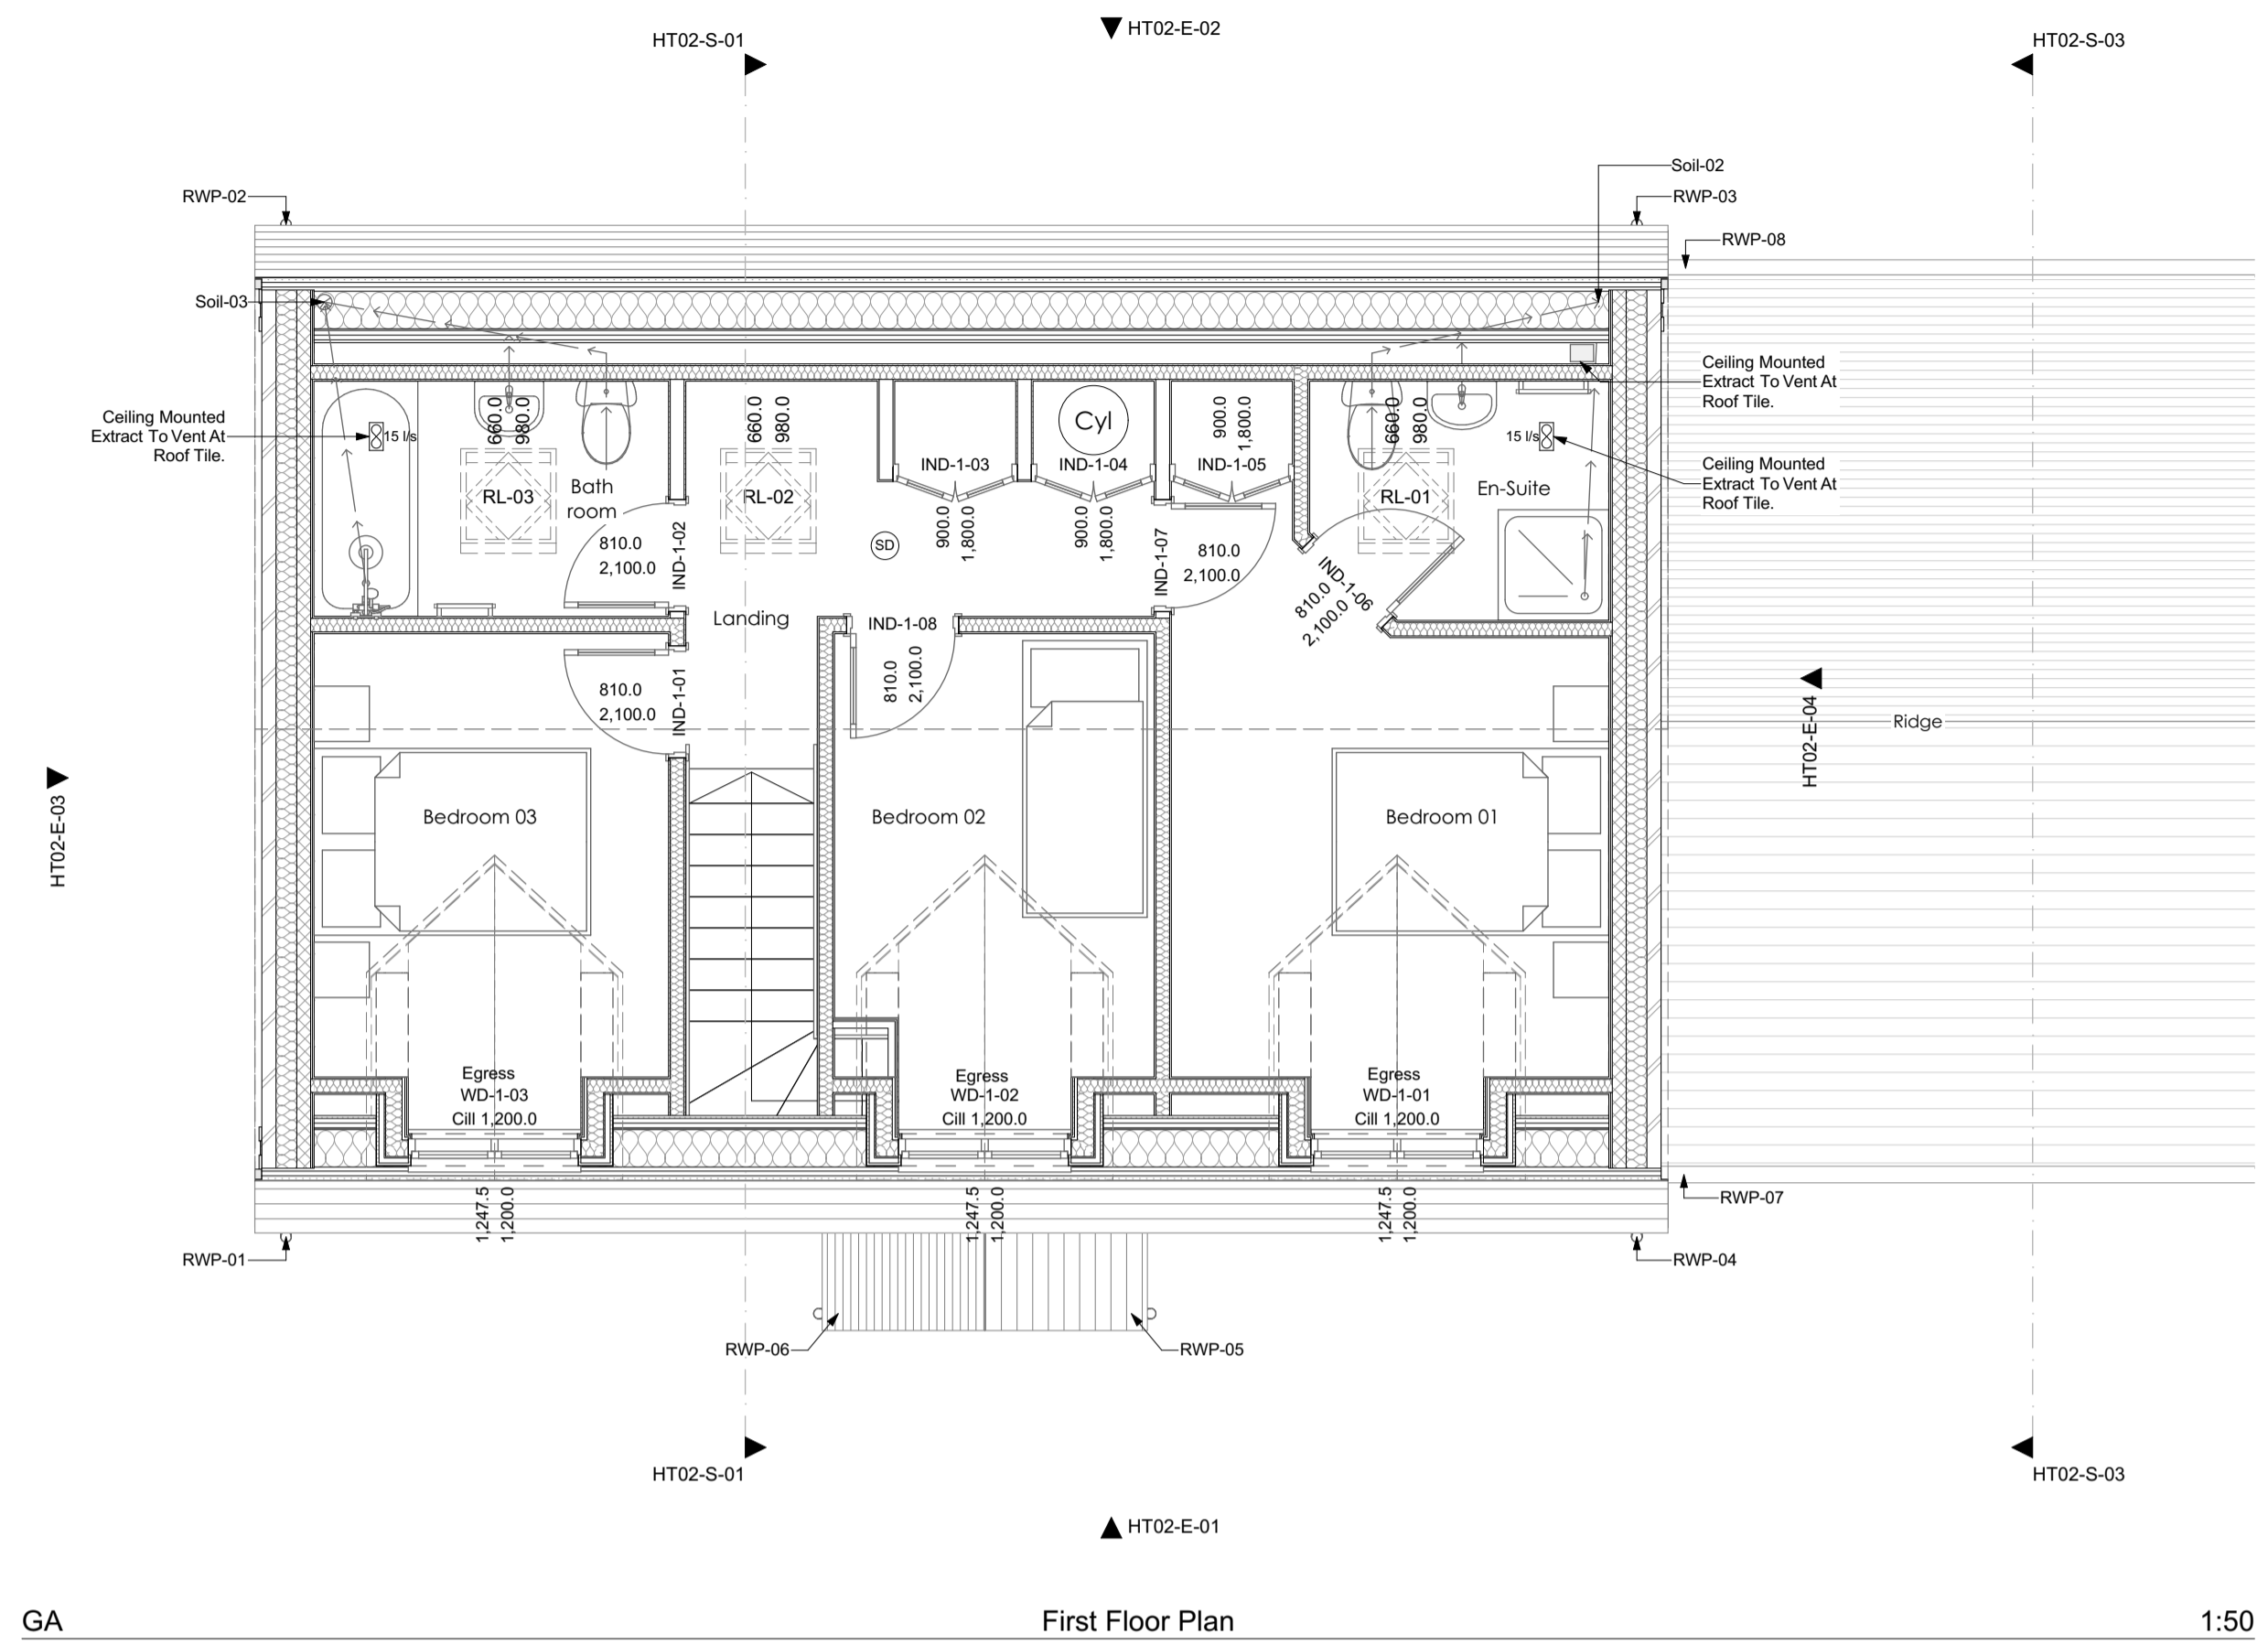 HT02-E-02
HT02-S-01
HT02-S-03
Soil-02
RWP-02
RWP-03
RWP-08
Soil-03
Ceiling Mounted
Extract To Vent At
Roof Tile.
Ceiling Mounted
Extract To Vent At
Roof Tile.
15 l/s
660.0
980.0
660.0
980.0
Cyl
900.0
1,800.0
660.0
980.0
15 l/s
Ceiling Mounted
Extract To Vent At
Roof Tile.
IND-1-03
IND-1-04
IND-1-05
RL-03
Bath
room
RL-02
RL-01
En-Suite
900.0
1,800.0
900.0
1,800.0
SD
810.0
2,100.0
IND-1-02
IND-1-07
810.0
2,100.0
IND-1-06
810.0
2,100.0
Landing
IND-1-08
810.0
2,100.0
810.0
2,100.0
IND-1-01
Ridge
HT02-E-04
HT02-E-03
Bedroom 03
Bedroom 02
Bedroom 01
Egress
WD-1-03
Cill 1,200.0
Egress
WD-1-02
Cill 1,200.0
Egress
WD-1-01
Cill 1,200.0
1,247.5
1,200.0
1,247.5
1,200.0
1,247.5
1,200.0
RWP-07
RWP-01
RWP-04
RWP-06
RWP-05
HT02-S-01
HT02-S-03
HT02-E-01
GA
First Floor Plan
1:50